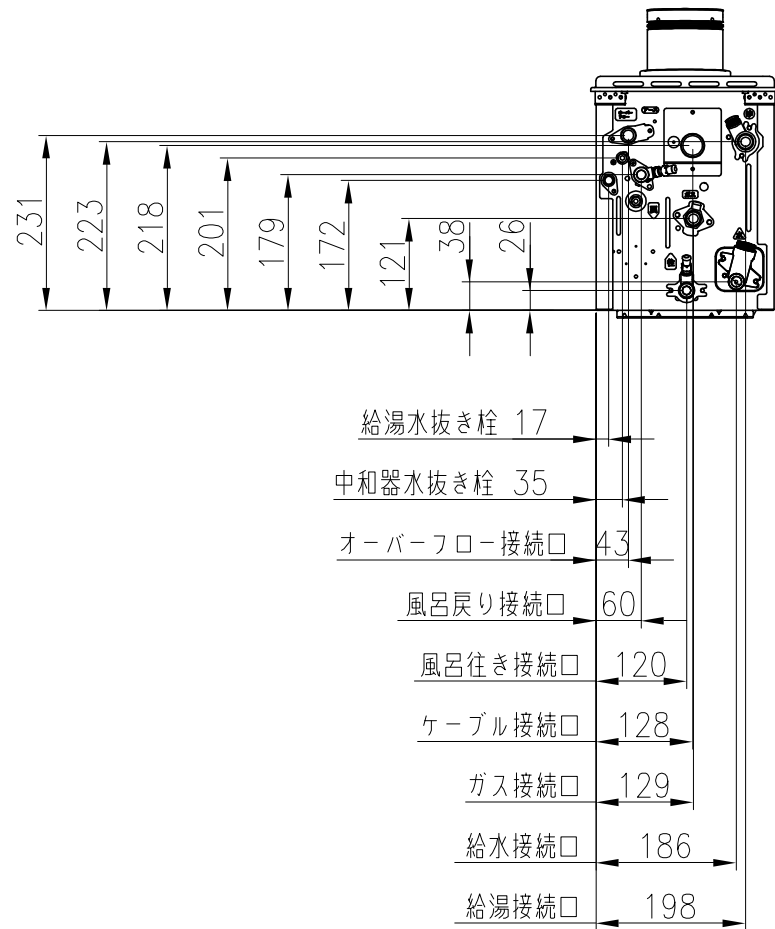 231
223
218
201
179
172
121
38
26
給湯水抜き栓 17
中和器水抜き栓 35
オーバーフロー接続口 43
風呂戻り接続口 60
風呂往き接続口 120
ケーブル接続口 128
ガス接続口 129
給水接続口 186
給湯接続口 198